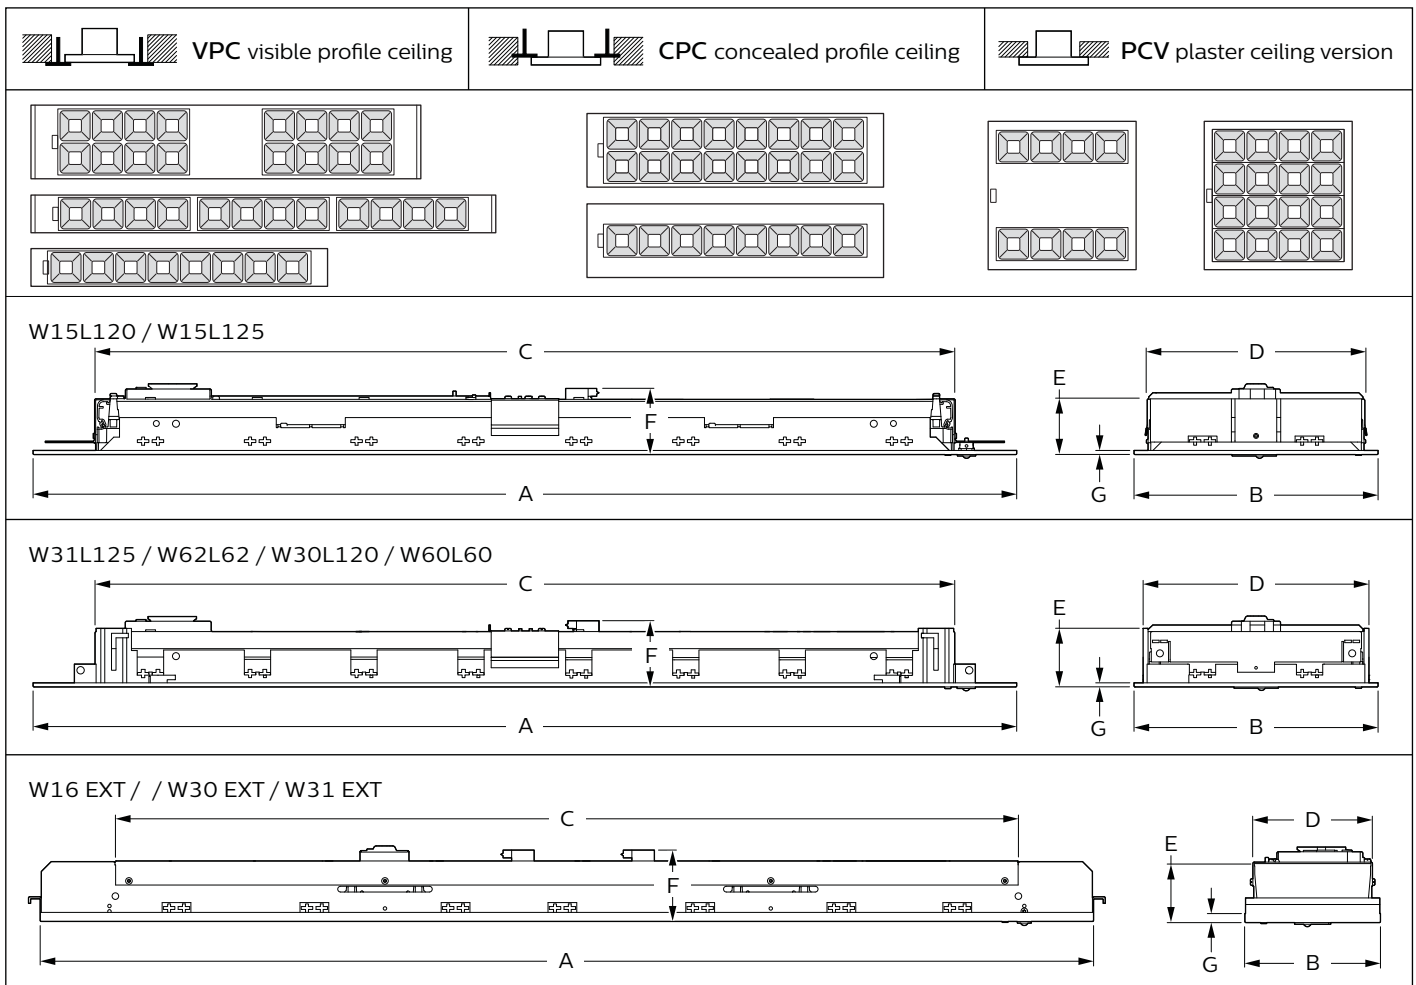 VPC visible profile ceiling
CPC concealed profile ceiling
PCV plaster ceiling version
W15L120 / W15L125
C
D
E
F
A
G
B
W31L125 / W62L62 / W30L120 / W60L60
C
D
E
F
A
G
B
W16 EXT / / W30 EXT / W31 EXT
C
D
E
F
A
G
B